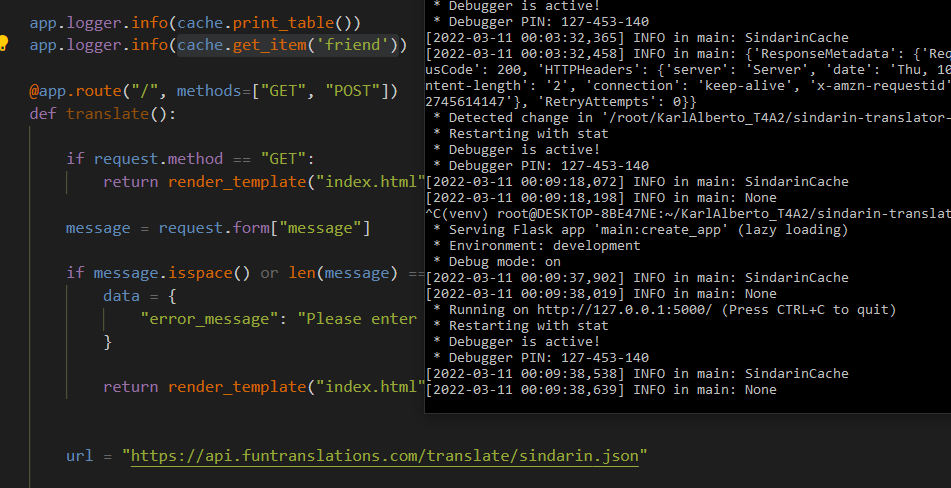 app.logger.info(cache.print_table())
app.logger.info(cache.get_item('friend'))
@app.route("/", methods=["GET", "POST"])
def translate():
if request.method == "GET":
return render_template("index.html"
message = request.form["message"]
if message.isspace() or len(message) ==
data = {
"error_message": "Please enter
}
return render_template("index.html"
url = "https://api.funtranslations.com/translate/sindarin.json"
* Debugger is active!
* Debugger PIN: 127-453-140
[2022-03-11 00:03:32,365] INFO in main: SindarinCache
[2022-03-11 00:03:32,458] INFO in main: {'ResponseMetadata': {'Req
usCode': 200, 'HTTPHeaders': {'server': 'Server', 'date': 'Thu, 10
ntent-length': '2', 'connection': 'keep-alive', 'x-amzn-requestid'
2745614147'}, 'RetryAttempts': 0}}
* Detected change in '/root/KarlAlberto_T4A2/sindarin-translator-
* Restarting with stat
* Debugger is active!
* Debugger PIN: 127-453-140
[2022-03-11 00:09:18,072] INFO in main: SindarinCache
[2022-03-11 00:09:18,198] INFO in main: None
^C(venv) root@DESKTOP-8BE47NE:~/KarlAlberto_T4A2/sindarin-translat
* Serving Flask app 'main:create_app' (lazy loading)
* Environment: development
* Debug mode: on
[2022-03-11 00:09:37,902] INFO in main: SindarinCache
[2022-03-11 00:09:38,019] INFO in main: None
* Running on http://127.0.0.1:5000/ (Press CTRL+C to quit)
* Restarting with stat
* Debugger is active!
* Debugger PIN: 127-453-140
[2022-03-11 00:09:38,538] INFO in main: SindarinCache
[2022-03-11 00:09:38,639] INFO in main: None